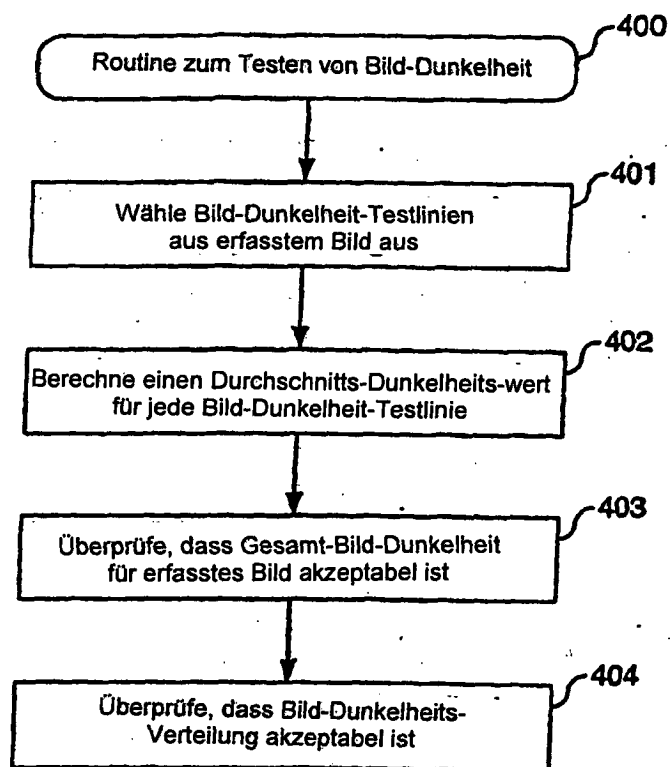 400
Routine zum Testen von Bild-Dunkelheit
401
Wähle Bild-Dunkelheit-Testlinien
aus erfasstem Bild aus
402
Berechne einen Durchschnitts-Dunkelheits-wert
für jede Bild-Dunkelheit-Testlinie
403
Überprüfe, dass Gesamt-Bild-Dunkelheit
für erfasstes Bild akzeptabel ist
404
Überprüfe, dass Bild-Dunkelheits-
Verteilung akzeptabel ist